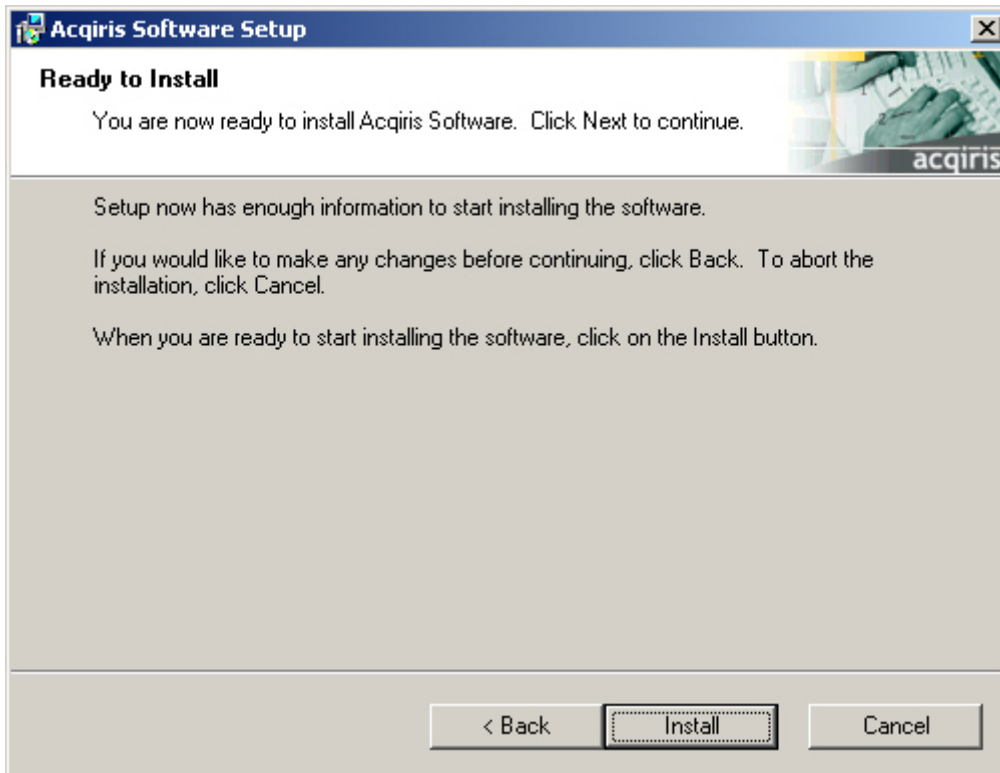 Acqiris Software Setup
Ready to Install
You are now ready to install Acqiris Software.  Click Next to continue.
acqiris
Setup now has enough information to start installing the software.
If you would like to make any changes before continuing, click Back.  To abort the
installation, click Cancel.
When you are ready to start installing the software, click on the Install button.
< Back
Install
Cancel